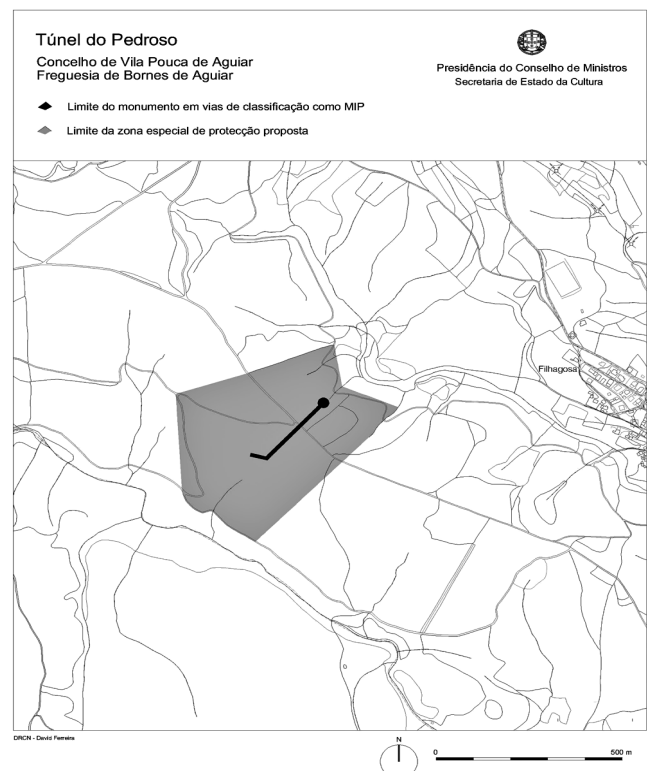 Túnel do Pedroso
Concelho de Vila Pouca de Aguiar
Freguesia de Bornes de Aguiar
Presidência do Conselho de Ministros
Secretaria de Estado da Cultura
Limite do monumento em vias de classificação como MIP
Limite da zona especial de protecção proposta
Filhagosa
DRCN - David Ferreira
N
0
500 m